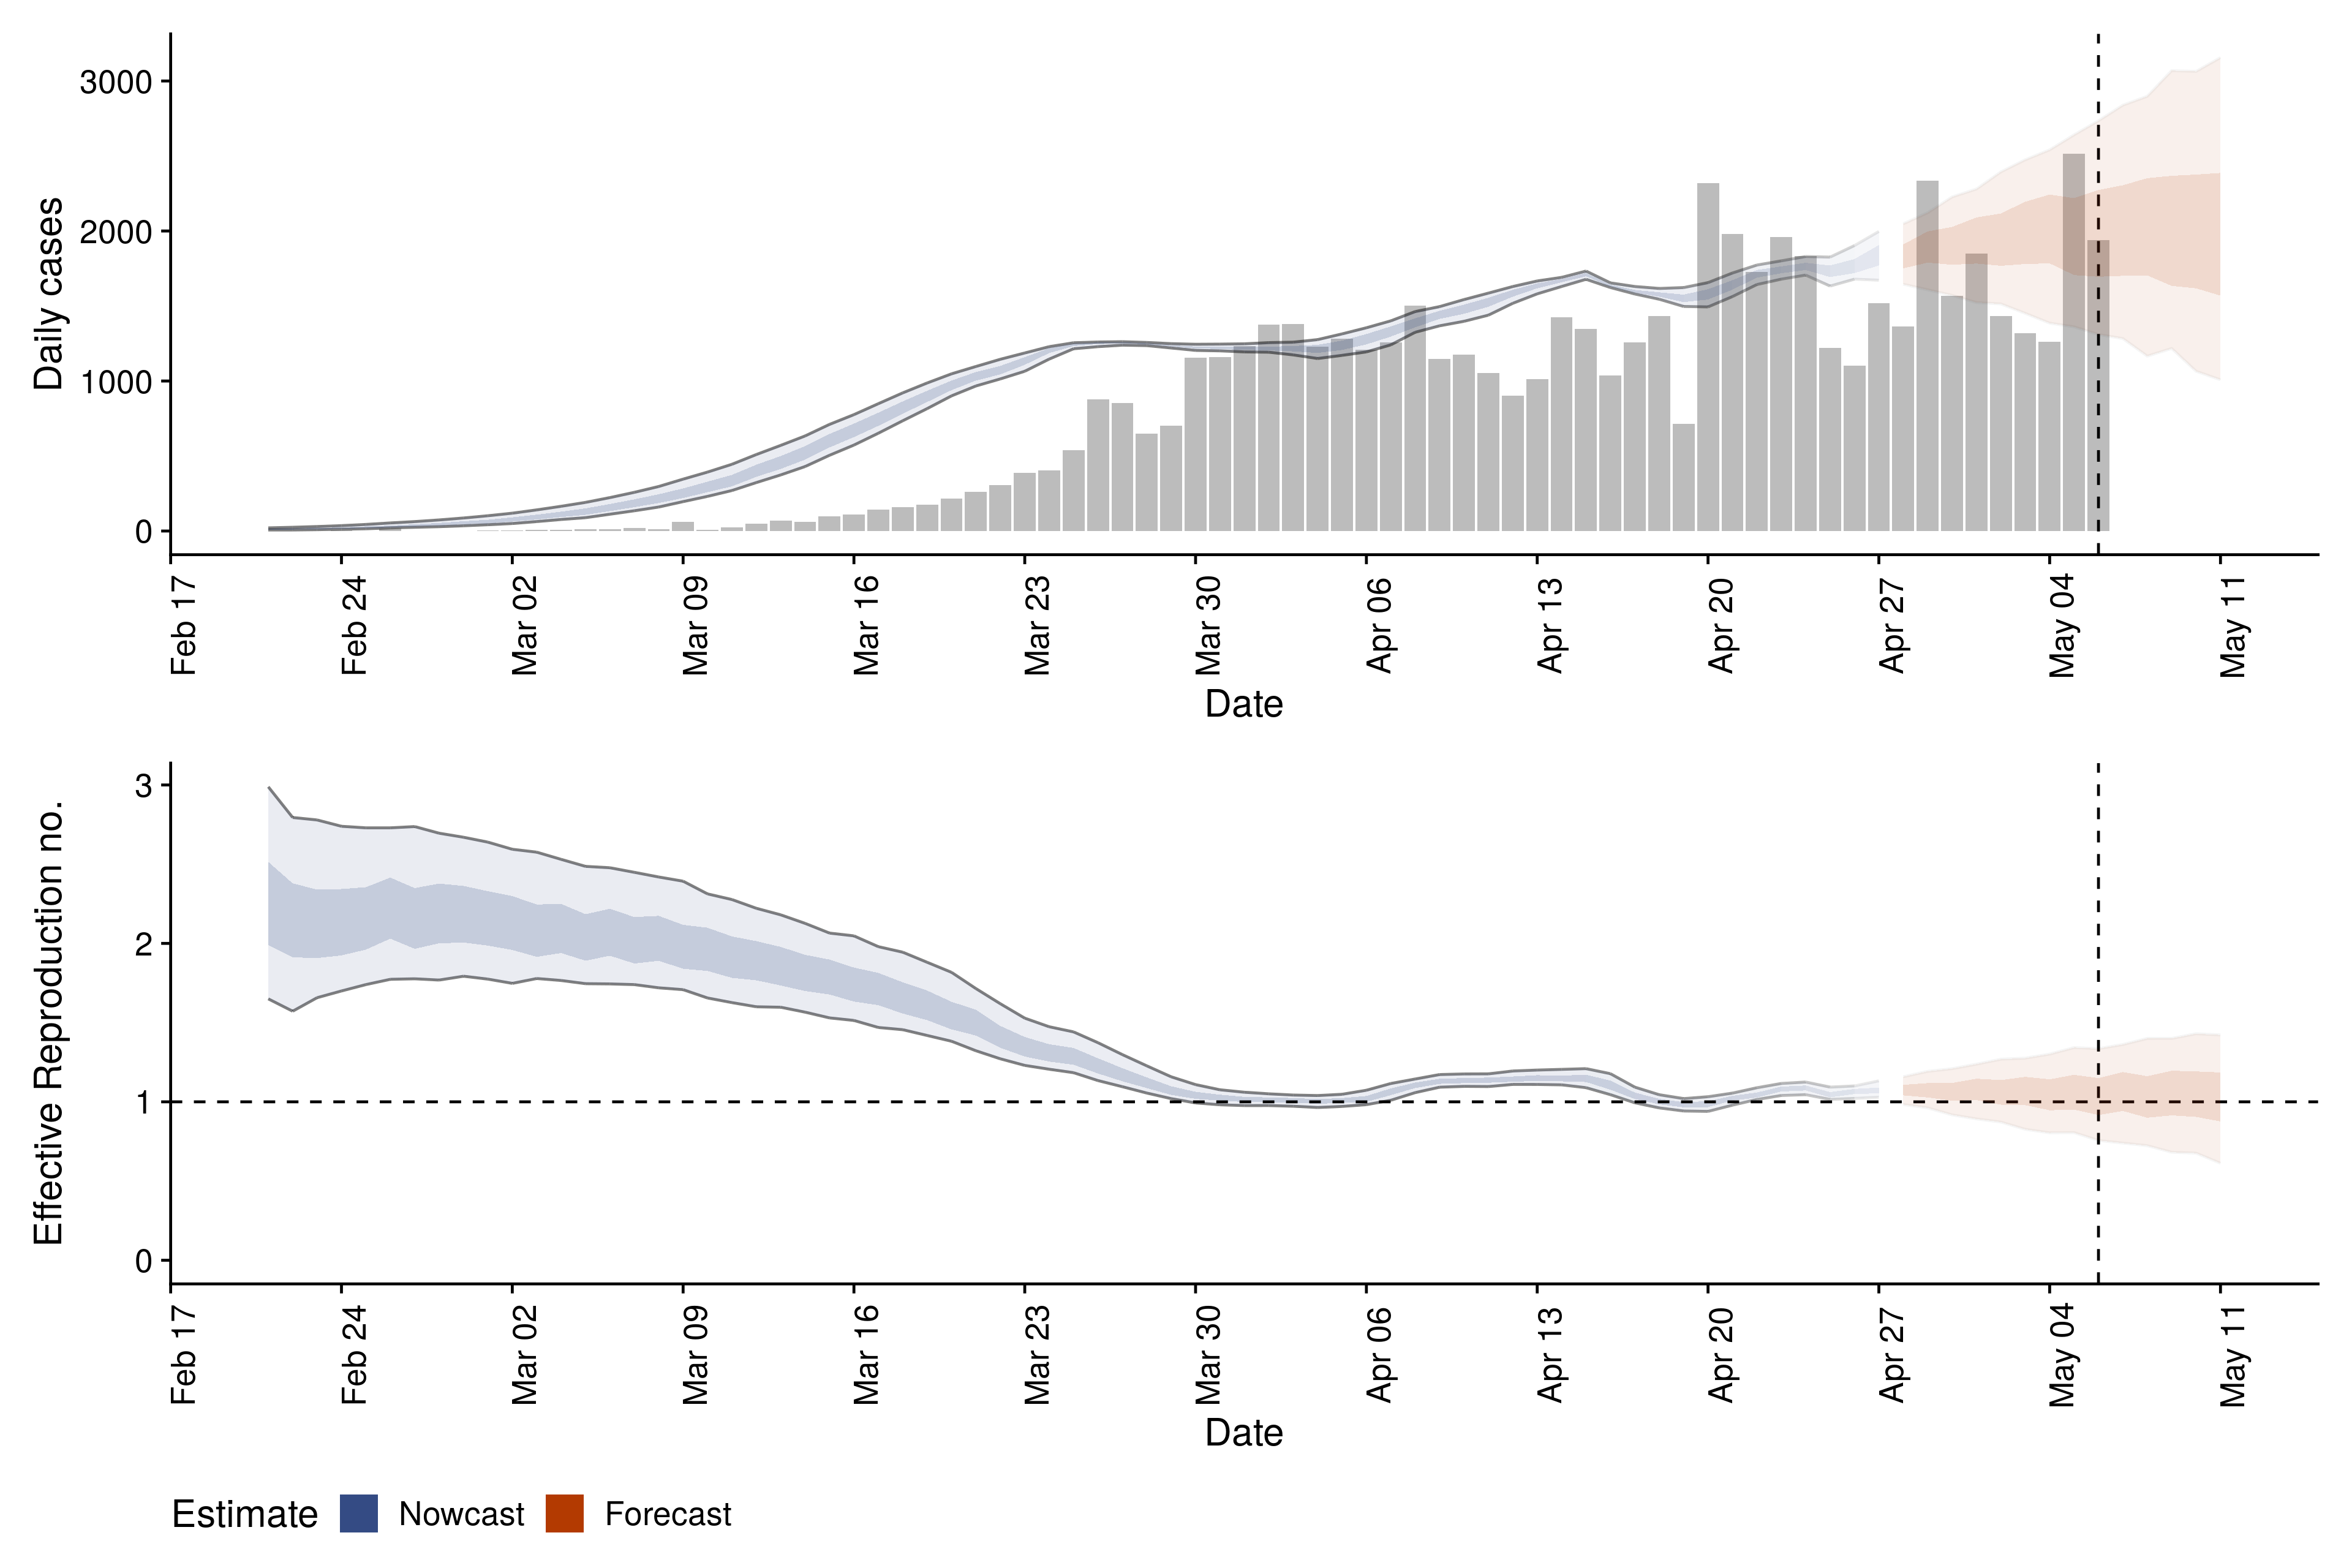 Daily cases
3000
2000
1000
0
Feb 17
Feb 24
Mar 02
Mar 09
Mar 16
Mar 23
Mar 30
Apr 06
Apr 13
Apr 20
Apr 27
May 04
May 11
Date
Effective Reproduction no.
3
2
1
0
Feb 17
Feb 24
Mar 02
Mar 09
Mar 16
Mar 23
Mar 30
Apr 06
Apr 13
Apr 20
Apr 27
May 04
May 11
Date
Estimate Nowcast Forecast